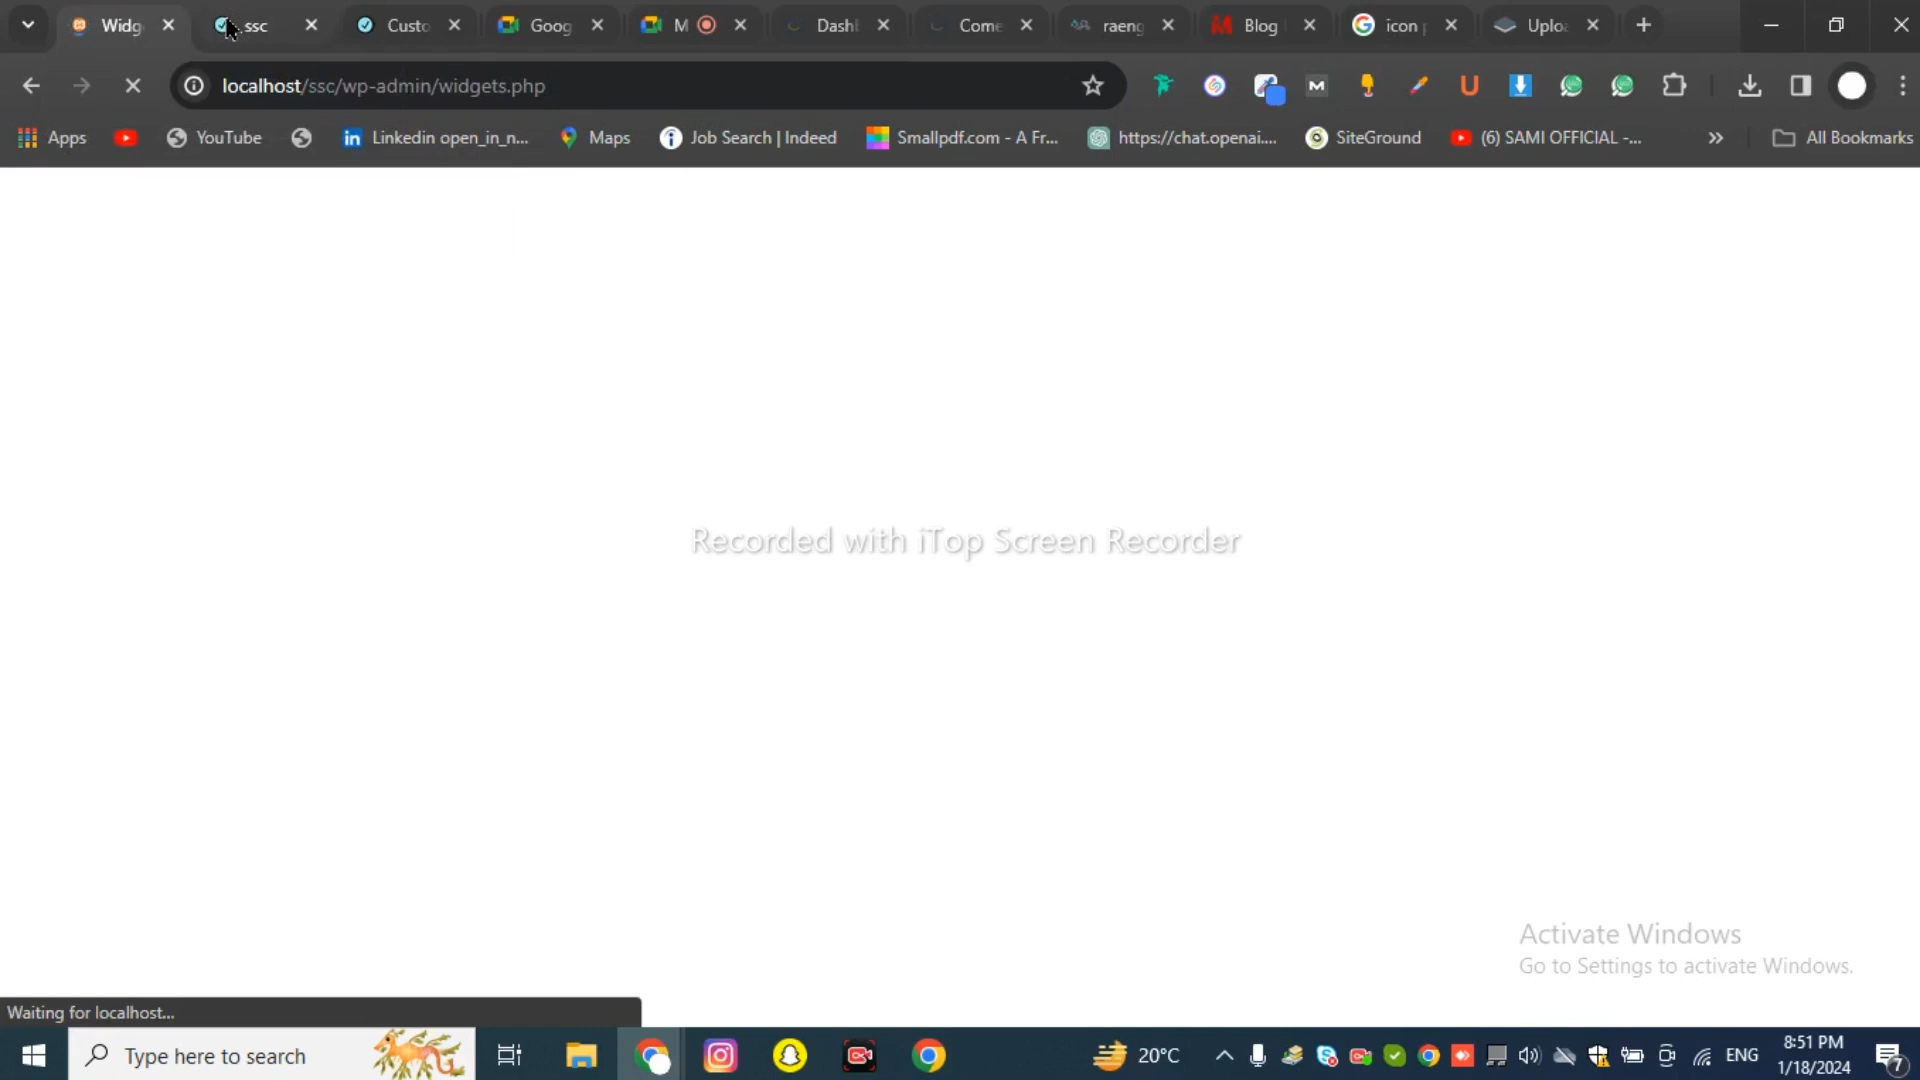 Widg
ssc
Custo
Goog
M
Dashl
Come
raeng
Blog
icon
Uploa
localhost/ssc/wp-admin/widgets.php
Apps
YouTube
Linkedin open_in_n...
Maps
Job Search | Indeed
Smallpdf.com - A Fr...
https://chat.openai....
SiteGround
(6) SAMI OFFICIAL -...
»
All Bookmarks
Recorded with iTop Screen Recorder
Activate Windows
Go to Settings to activate Windows.
Waiting for localhost...
Type here to search
20°C
ENG
8:51 PM
1/18/2024
7